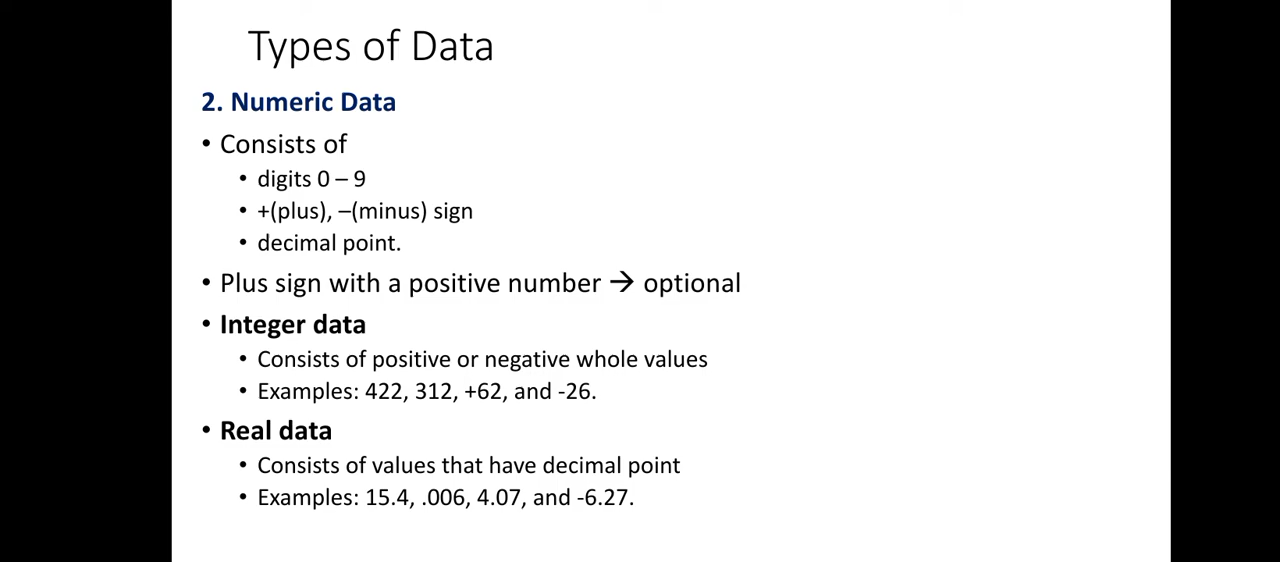 Types of Data
2. Numeric Data
• Consists of
• digits 0 – 9
• +(plus), –(minus) sign
• decimal point.
• Plus sign with a positive number → optional
• Integer data
• Consists of positive or negative whole values
• Examples: 422, 312, +62, and -26.
• Real data
• Consists of values that have decimal point
• Examples: 15.4, .006, 4.07, and -6.27.